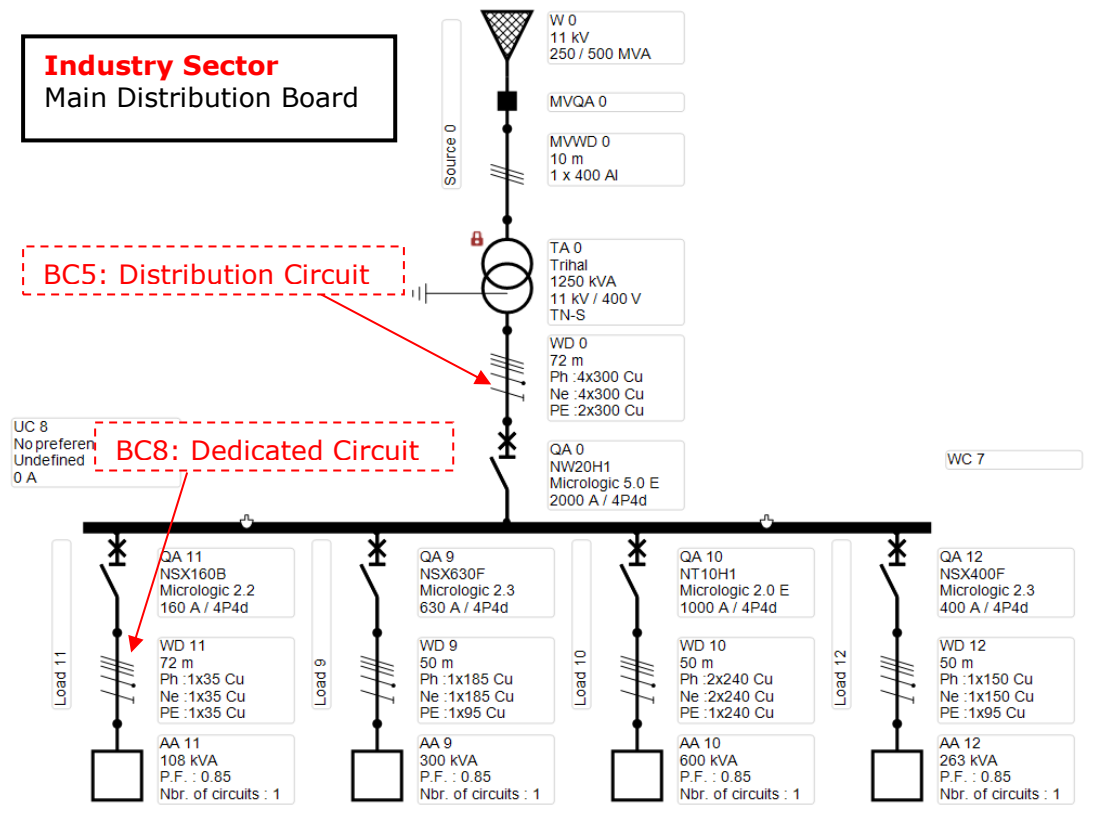 Industry Sector
Main Distribution Board
Source 0
W 0
11 kV
250 / 500 MVA
MVQA 0
MVWD 0
10 m
1 x 400 Al
BC5: Distribution Circuit
TA 0
Trihal
1250 kVA
11 kV / 400 V
TN-S
WD 0
72 m
Ph :4x300 Cu
Ne :4x300 Cu
PE :2x300 Cu
UC 8
No preferen
Undefined
0 A
BC8: Dedicated Circuit
QA 0
NW20H1
Micrologic 5.0 E
2000 A / 4P4d
WC 7
Load 11
QA 11
NSX160B
Micrologic 2.2
160 A / 4P4d
WD 11
72 m
Ph :1x35 Cu
Ne :1x35 Cu
PE :1x35 Cu
AA 11
108 kVA
P.F. : 0.85
Nbr. of circuits : 1
Load 9
QA 9
NSX630F
Micrologic 2.3
630 A / 4P4d
WD 9
50 m
Ph :1x185 Cu
Ne :1x185 Cu
PE :1x95 Cu
AA 9
300 kVA
P.F. : 0.85
Nbr. of circuits : 1
Load 10
QA 10
NT10H1
Micrologic 2.0 E
1000 A / 4P4d
WD 10
50 m
Ph :2x240 Cu
Ne :2x240 Cu
PE :1x240 Cu
AA 10
600 kVA
P.F. : 0.85
Nbr. of circuits : 1
Load 12
QA 12
NSX400F
Micrologic 2.3
400 A / 4P4d
WD 12
50 m
Ph :1x150 Cu
Ne :1x150 Cu
PE :1x95 Cu
AA 12
263 kVA
P.F. : 0.85
Nbr. of circuits : 1